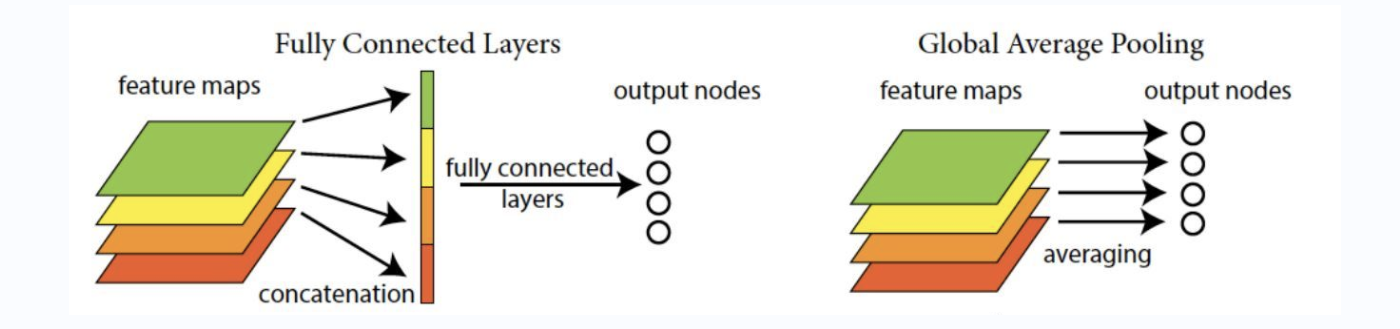 Fully Connected Layers
feature maps
output nodes
fully connected
layers
concatenation
Global Average Pooling
feature maps
output nodes
averaging